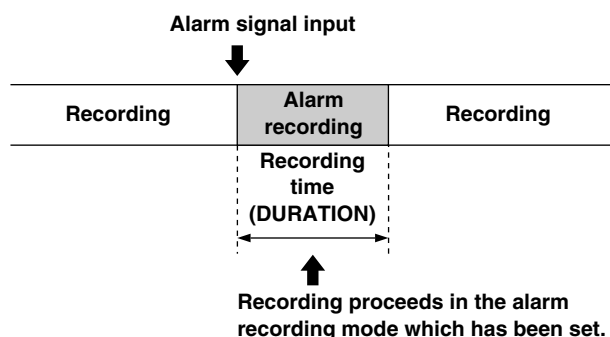 Alarm signal input
Recording
Alarm
recording
Recording
Recording
time
(DURATION)
Recording proceeds in the alarm
recording mode which has been set.